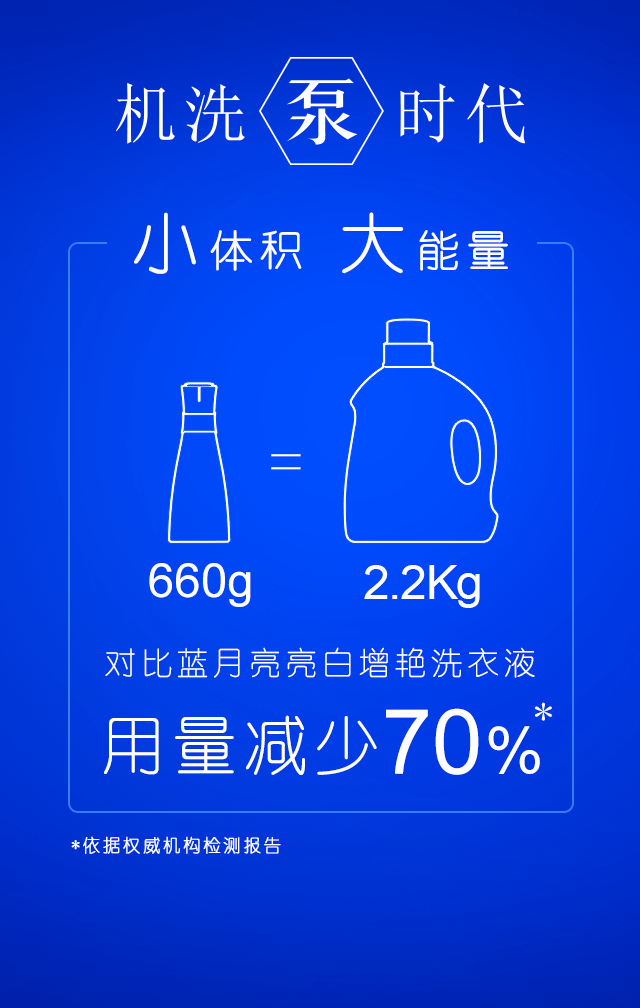 机洗泵时代
小体积 大能量
660g = 2.2Kg
对比蓝月亮亮白增艳洗衣液
用量减少70%*
*依据权威机构检测报告